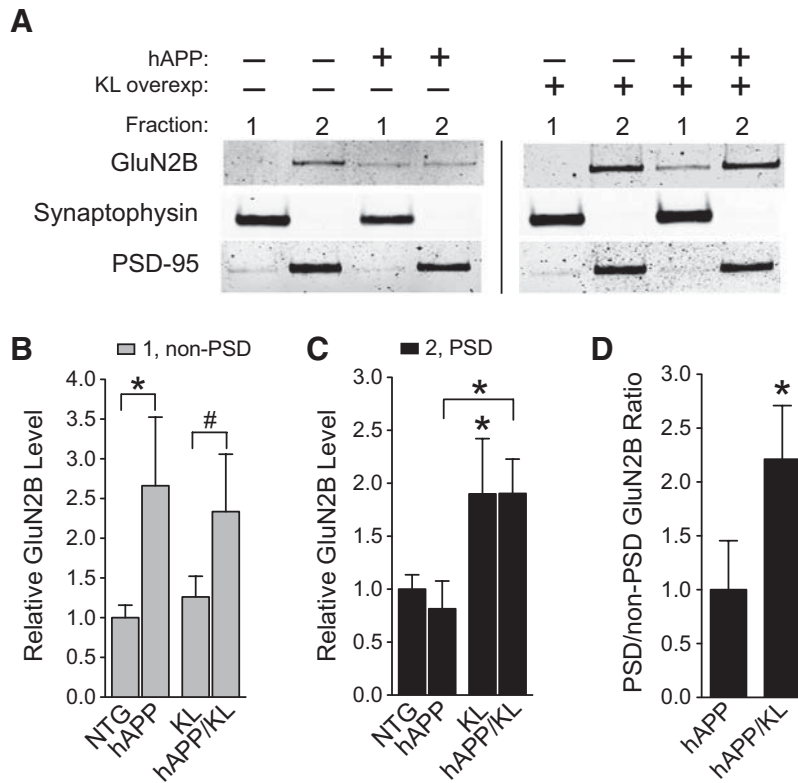 A
hAPP: – – + + – – + +
KL overexp: – – – – + + + +
Fraction: 1 2 1 2 1 2 1 2
GluN2B
Synaptophysin
PSD-95
B
1, non-PSD
Relative GluN2B Level
4.0
3.5
3.0
2.5
2.0
1.5
1.0
0.5
0.0
*
#
NTG
hAPP
KL
hAPP/KL
C
2, PSD
Relative GluN2B Level
3.0
2.5
2.0
1.5
1.0
0.5
0.0
*
*
NTG
hAPP
KL
hAPP/KL
D
PSD/non-PSD GluN2B Ratio
3.0
2.5
2.0
1.5
1.0
0.5
0.0
*
hAPP
hAPP/KL